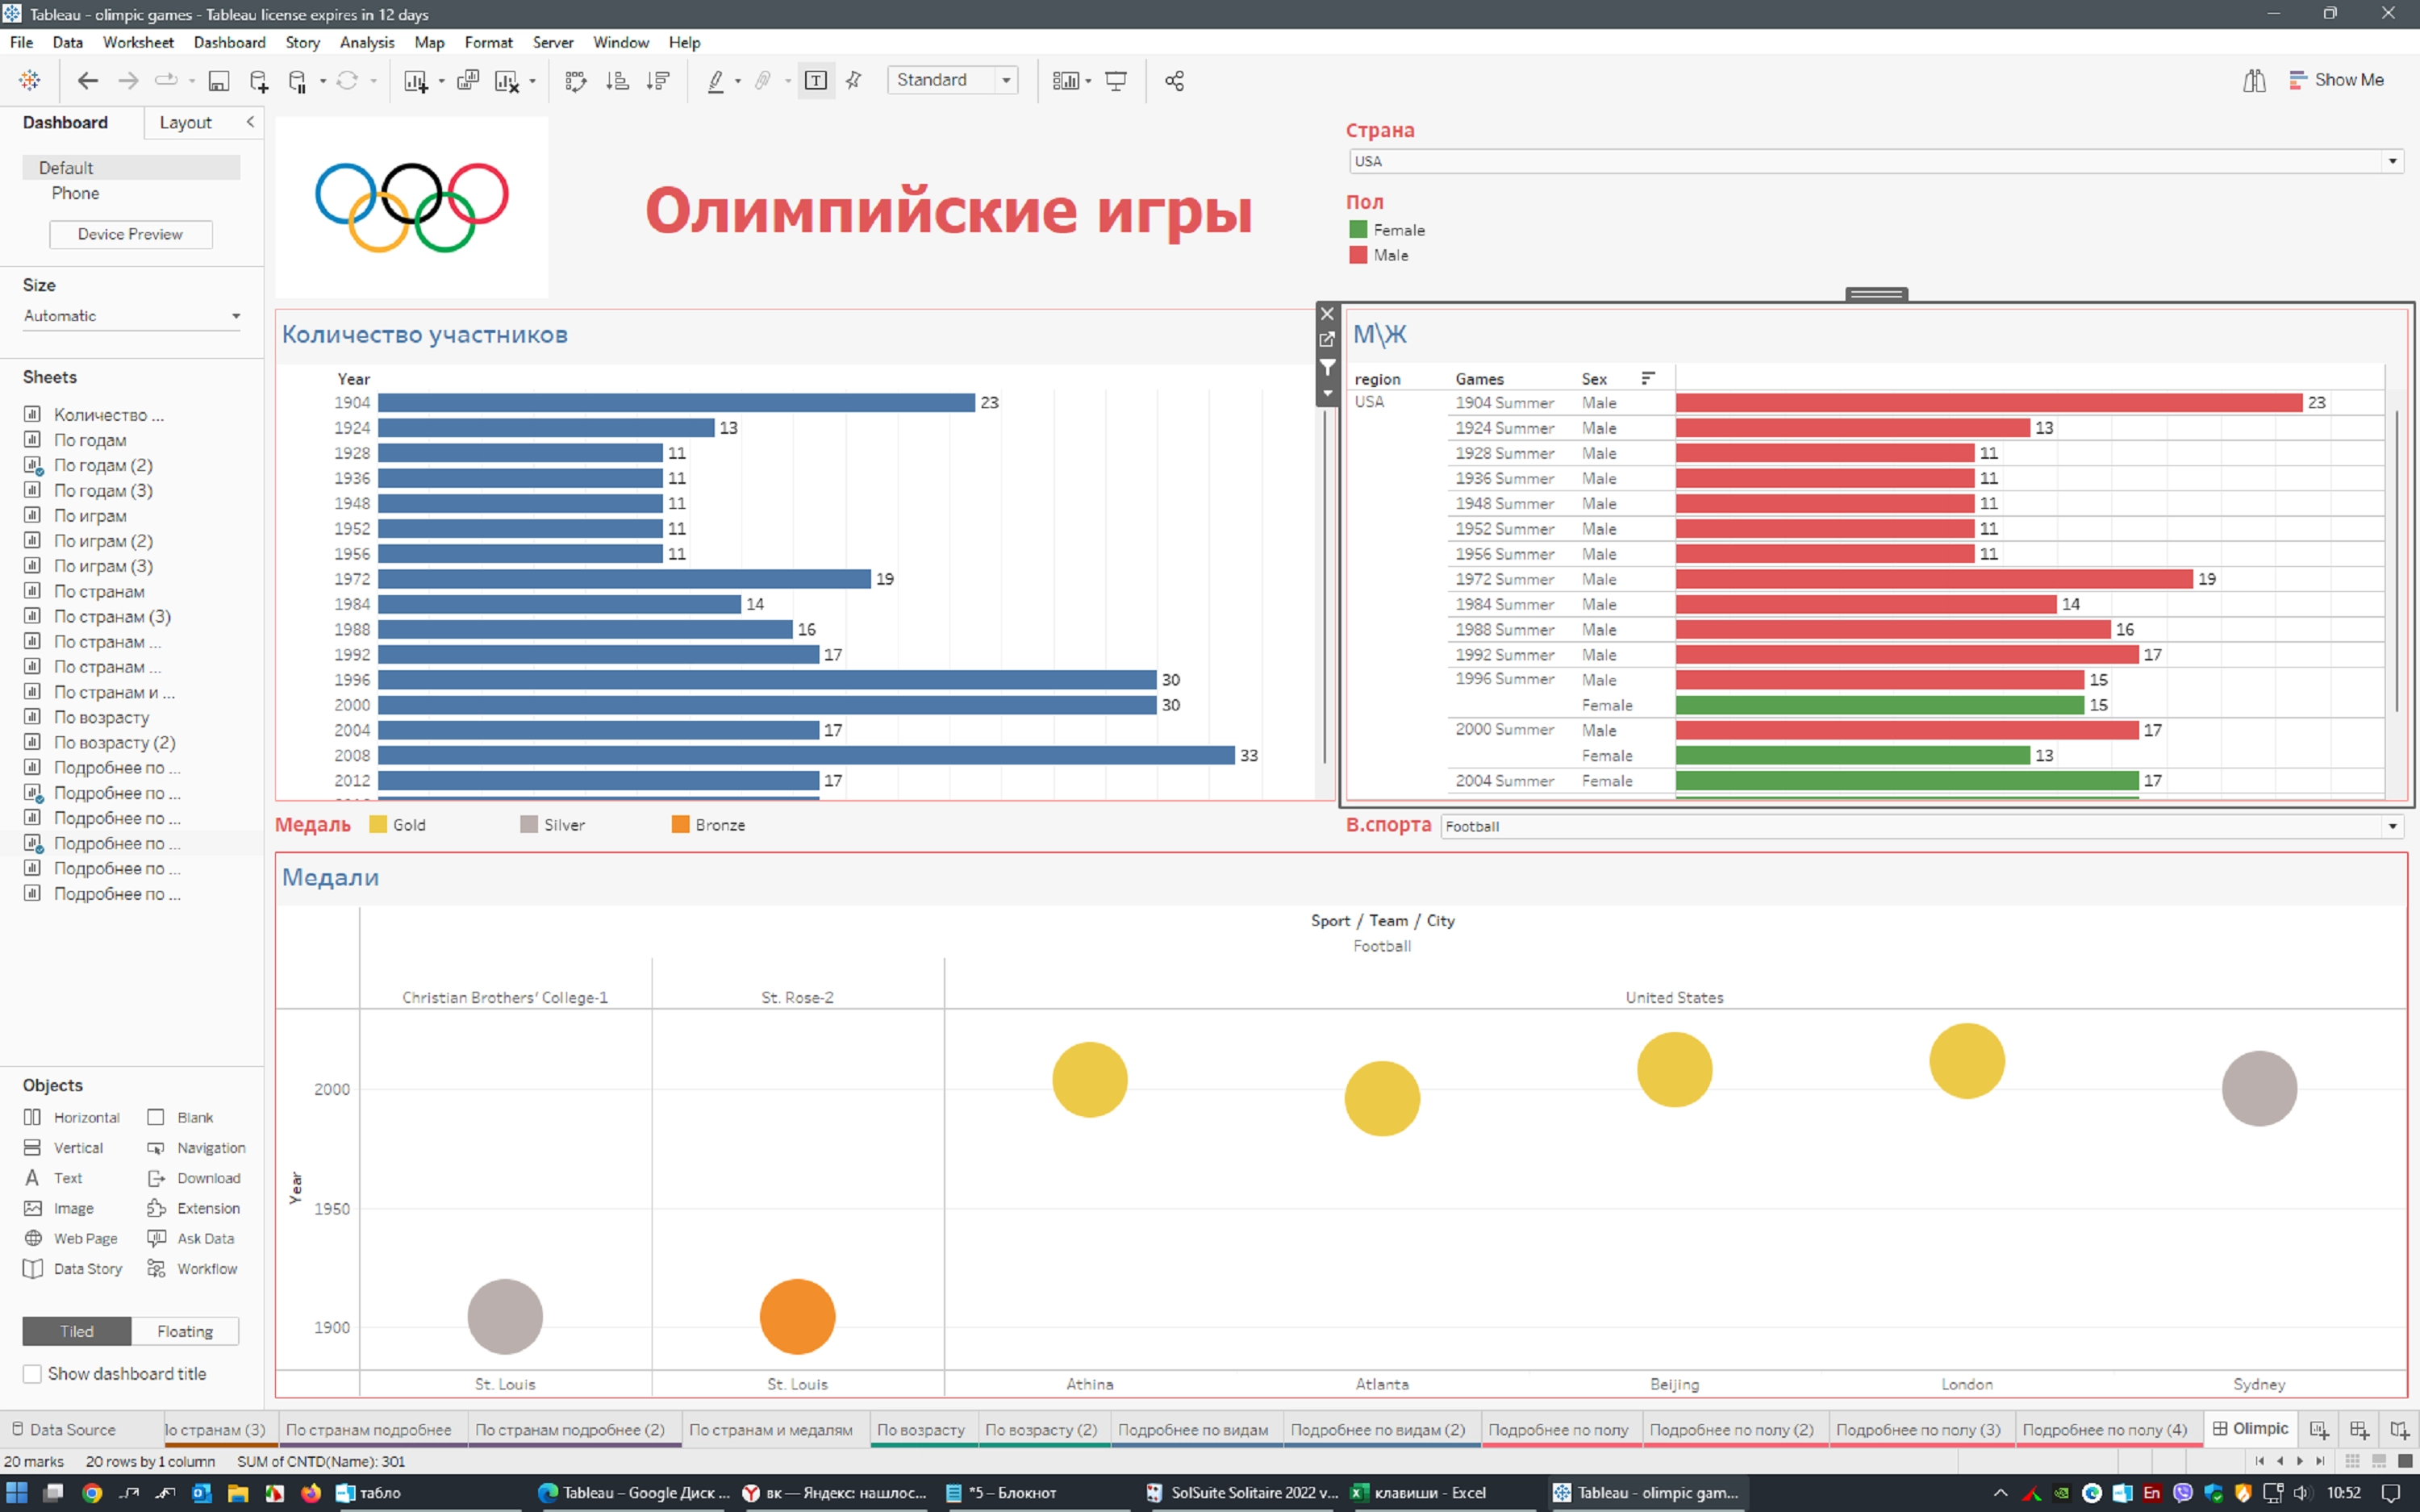 Tableau - olimpic games - Tableau license expires in 12 days
File Data Worksheet Dashboard Story Analysis Map Format Server Window Help
Standard
Show Me
Dashboard Layout
Default
Phone
Device Preview
Size
Automatic
Sheets
Количество ...
По годам
По годам (2)
По годам (3)
По играм
По играм (2)
По играм (3)
По странам
По странам (3)
По странам ...
По странам ...
По странам и ...
По возрасту
По возрасту (2)
Подробнее по ...
Подробнее по ...
Подробнее по ...
Подробнее по ...
Подробнее по ...
Подробнее по ...
Objects
Horizontal Blank
Vertical Navigation
Text Download
Image Extension
Web Page Ask Data
Data Story Workflow
Tiled Floating
Show dashboard title
Олимпийские игры
Страна
USA
Пол
Female
Male
Количество участников
Year
1904 23
1924 13
1928 11
1936 11
1948 11
1952 11
1956 11
1972 19
1984 14
1988 16
1992 17
1996 30
2000 30
2004 17
2008 33
2012 17
М\Ж
region Games Sex
USA 1904 Summer Male 23
1924 Summer Male 13
1928 Summer Male 11
1936 Summer Male 11
1948 Summer Male 11
1952 Summer Male 11
1956 Summer Male 11
1972 Summer Male 19
1984 Summer Male 14
1988 Summer Male 16
1992 Summer Male 17
1996 Summer Male 15
Female 15
2000 Summer Male 17
Female 13
2004 Summer Female 17
Медаль Gold Silver Bronze
В.спорта Football
Медали
Sport / Team / City
Football
Christian Brothers' College-1 St. Rose-2 United States
2000
1950
1900
Year
St. Louis St. Louis Athina Atlanta Beijing London Sydney
Data Source По странам (3) По странам подробнее По странам подробнее (2) По странам и медалям По возрасту По возрасту (2) Подробнее по видам Подробнее по видам (2) Подробнее по полу Подробнее по полу (2) Подробнее по полу (3) Подробнее по полу (4) Olimpic
20 marks 20 rows by 1 column SUM of CNTD(Name): 301
табло Tableau – Google Диск ... вк — Яндекс: нашлос... *5 – Блокнот SolSuite Solitaire 2022 v... клавиши - Excel Tableau - olimpic gam... En 10:52